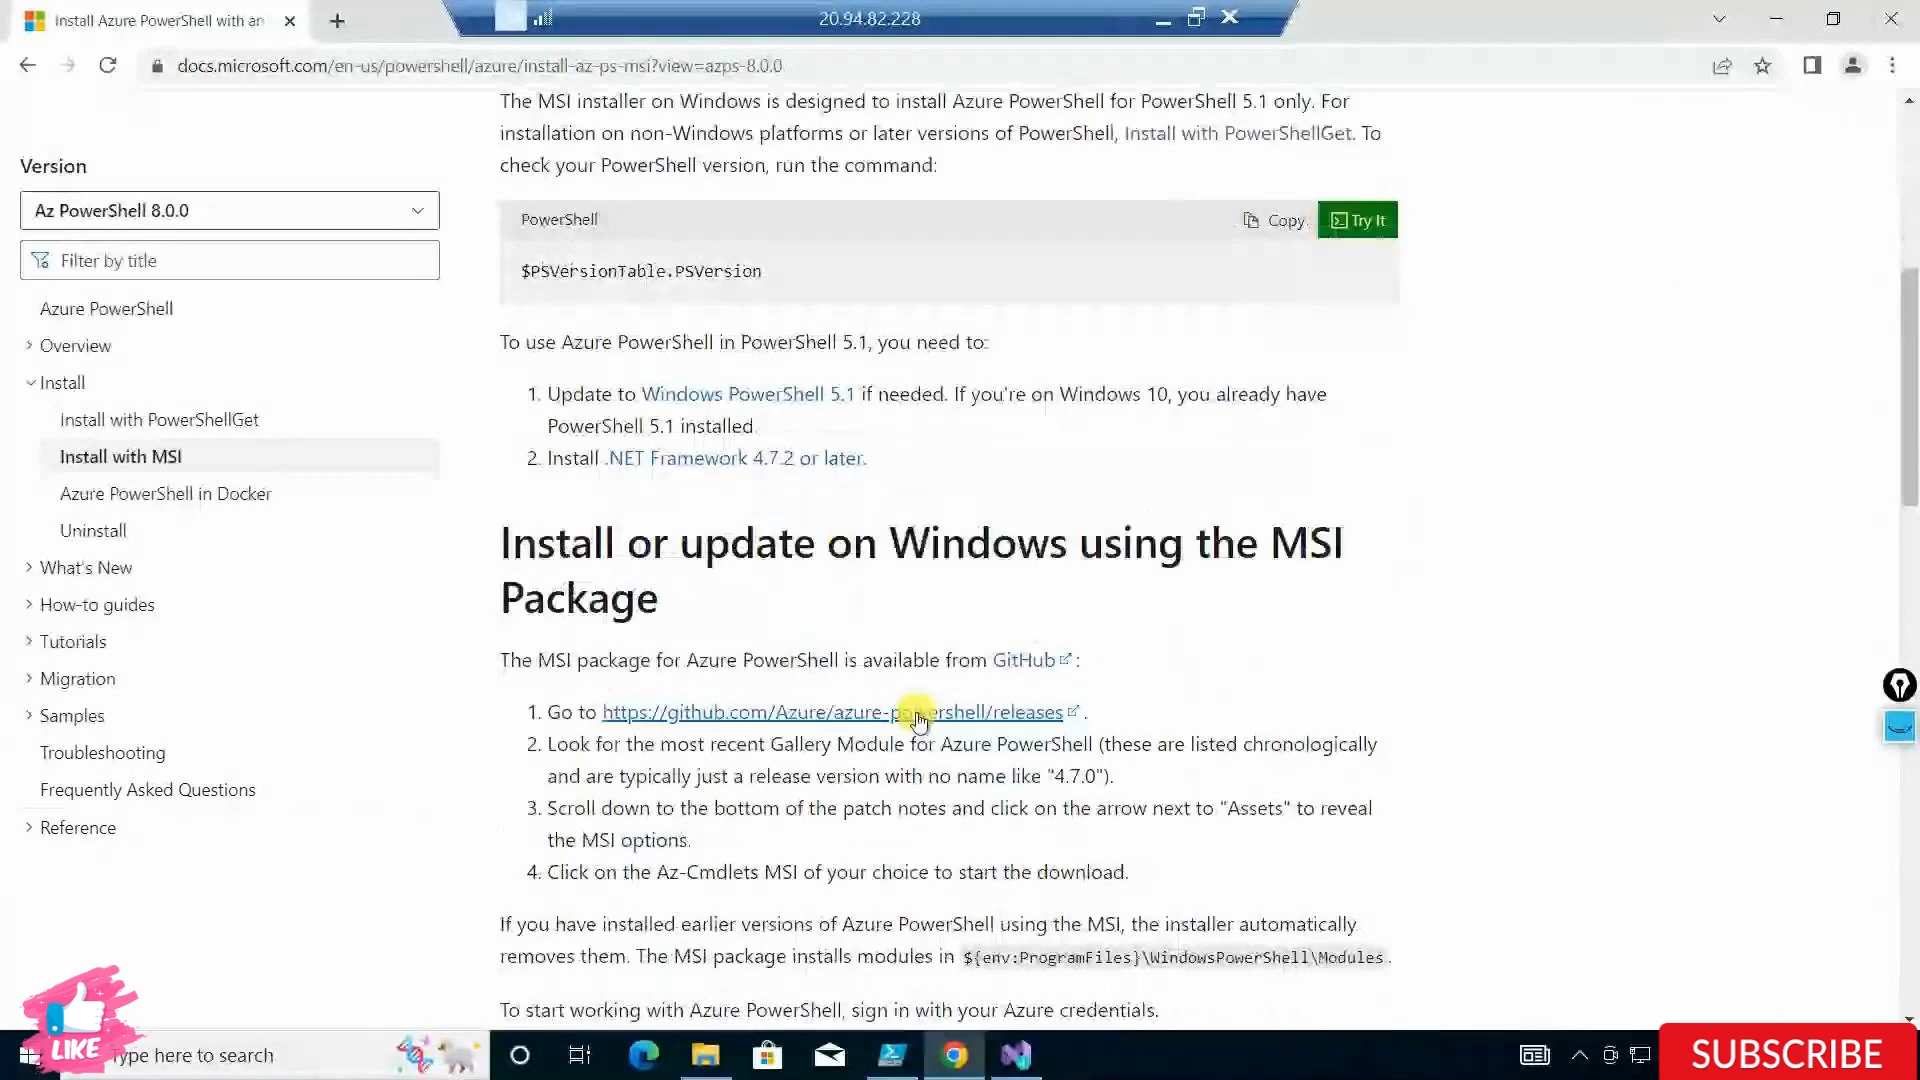 Install Azure PowerShell with an
20.94.82.228
docs.microsoft.com/en-us/powershell/azure/install-az-ps-msi?view=azps-8.0.0
Version
Az PowerShell 8.0.0
Filter by title
Azure PowerShell
Overview
Install
Install with PowerShellGet
Install with MSI
Azure PowerShell in Docker
Uninstall
What's New
How-to guides
Tutorials
Migration
Samples
Troubleshooting
Frequently Asked Questions
Reference
The MSI installer on Windows is designed to install Azure PowerShell for PowerShell 5.1 only. For
installation on non-Windows platforms or later versions of PowerShell, Install with PowerShellGet. To
check your PowerShell version, run the command:
PowerShell
Copy
Try It
$PSVersionTable.PSVersion
To use Azure PowerShell in PowerShell 5.1, you need to:
1. Update to Windows PowerShell 5.1 if needed. If you're on Windows 10, you already have
PowerShell 5.1 installed.
2. Install .NET Framework 4.7.2 or later.
Install or update on Windows using the MSI
Package
The MSI package for Azure PowerShell is available from GitHub :
1. Go to https://github.com/Azure/azure-powershell/releases .
2. Look for the most recent Gallery Module for Azure PowerShell (these are listed chronologically
and are typically just a release version with no name like "4.7.0").
3. Scroll down to the bottom of the patch notes and click on the arrow next to "Assets" to reveal
the MSI options.
4. Click on the Az-Cmdlets MSI of your choice to start the download.
If you have installed earlier versions of Azure PowerShell using the MSI, the installer automatically
removes them. The MSI package installs modules in ${env:ProgramFiles}\WindowsPowerShell\Modules .
To start working with Azure PowerShell, sign in with your Azure credentials.
LIKE
Type here to search
SUBSCRIBE